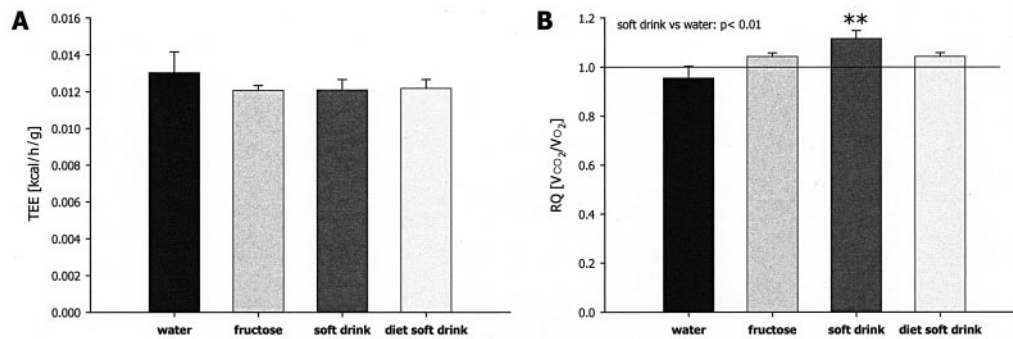 A
TEE [kcal/h/g]
0.016
0.014
0.012
0.010
0.008
0.006
0.004
0.002
0.000
water
fructose
soft drink
diet soft drink
B
soft drink vs water: p< 0.01
**
RQ [VCO₂/VO₂]
1.2
1.0
0.8
0.6
0.4
0.2
0.0
water
fructose
soft drink
diet soft drink